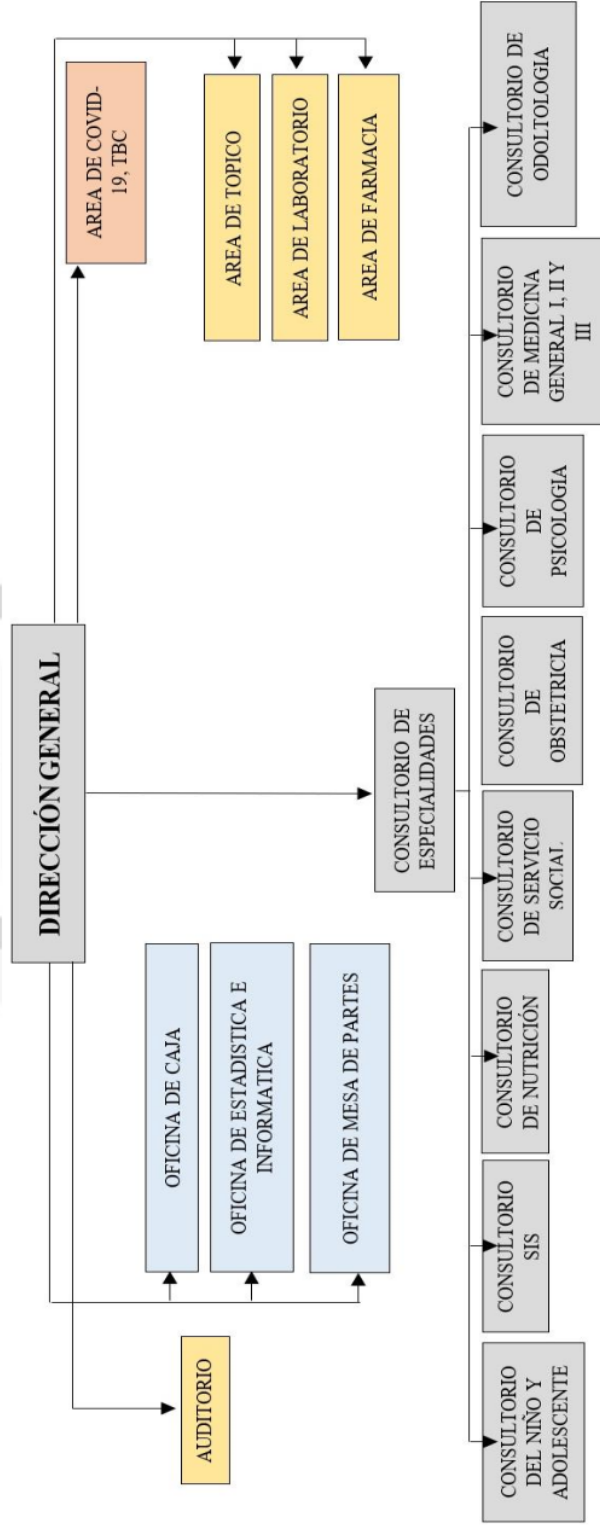 DIRECCIÓN GENERAL
AUDITORIO
OFICINA DE CAJA
OFICINA DE ESTADISTICA E
INFORMATICA
OFICINA DE MESA DE PARTES
AREA DE COVID-
19, TBC
AREA DE TOPICO
AREA DE LABORATORIO
AREA DE FARMACIA
CONSULTORIO DE
ESPECIALIDADES
CONSULTORIO
DEL NIÑO Y
ADOLESCENTE
CONSULTORIO
SIS
CONSULTORIO
DE NUTRICIÓN
CONSULTORIO
DE SERVICIO
SOCIAL
CONSULTORIO
DE
OBSTETRICIA
CONSULTORIO
DE
PSICOLOGIA
CONSULTORIO
DE MEDICINA
GENERAL I, II Y
III
CONSULTORIO DE
ODOLTOLOGIA